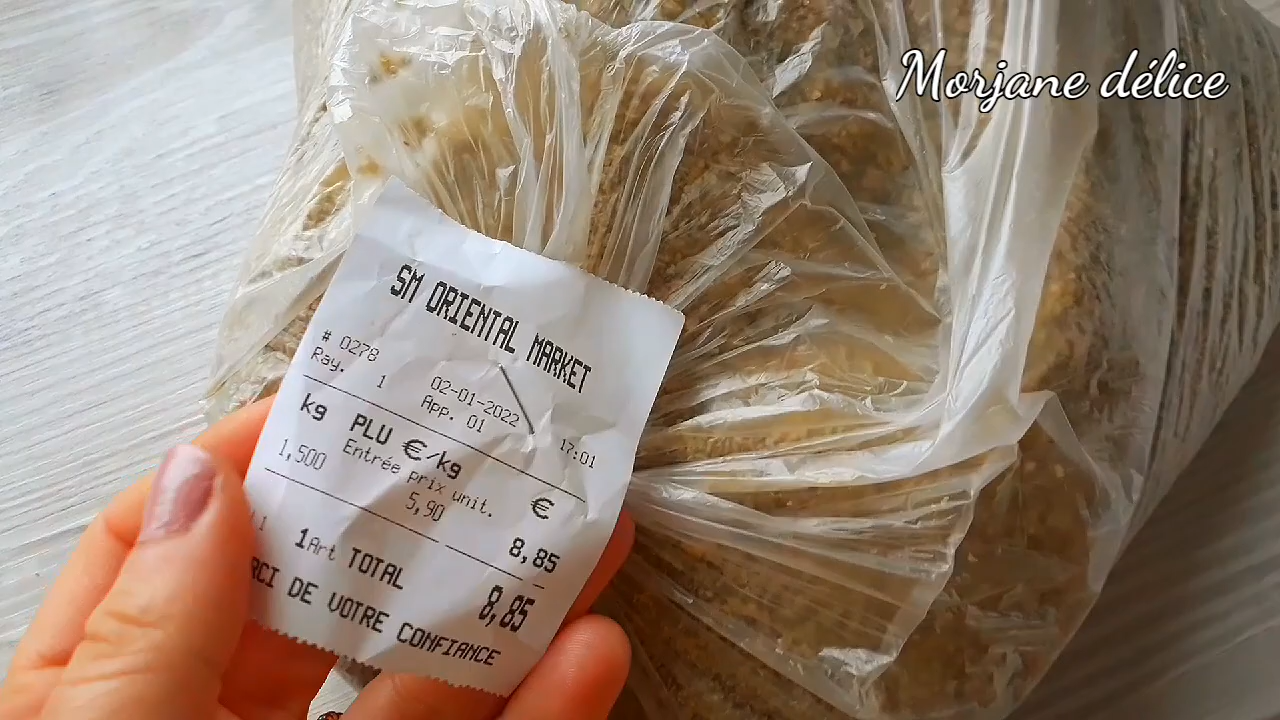 Morjane délice
SM ORIENTAL MARKET
# 0278 02-01-2022 17:01
Ray. 1 App. 01
kg PLU €/kg €
Entrée prix unit.
1,500 5,90 8,85
1Art TOTAL 8,85
DE VOTRE CONFIANCE